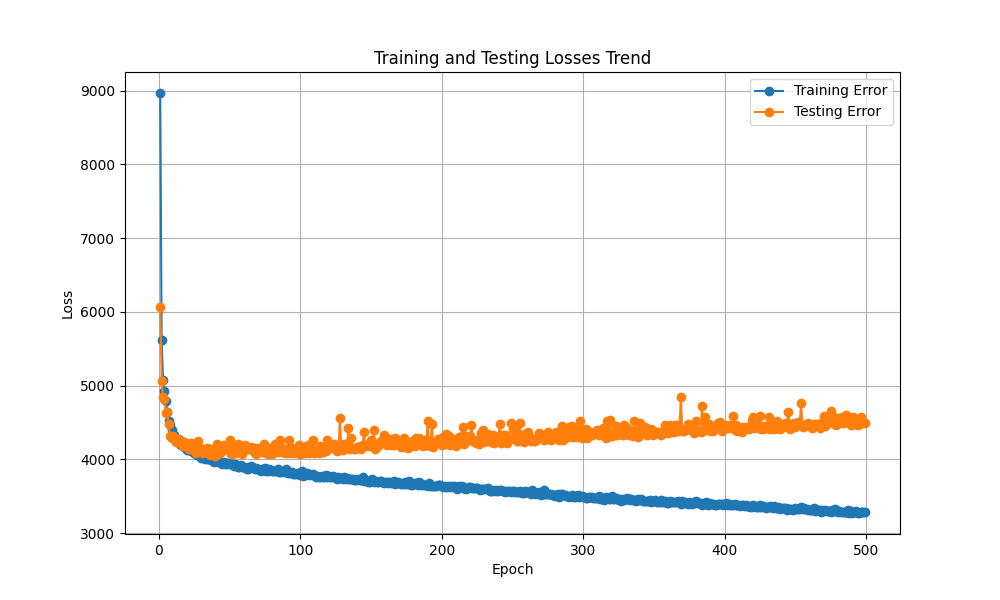 Training and Testing Losses Trend
Training Error
Testing Error
9000
8000
7000
6000
5000
4000
3000
Loss
0 100 200 300 400 500
Epoch